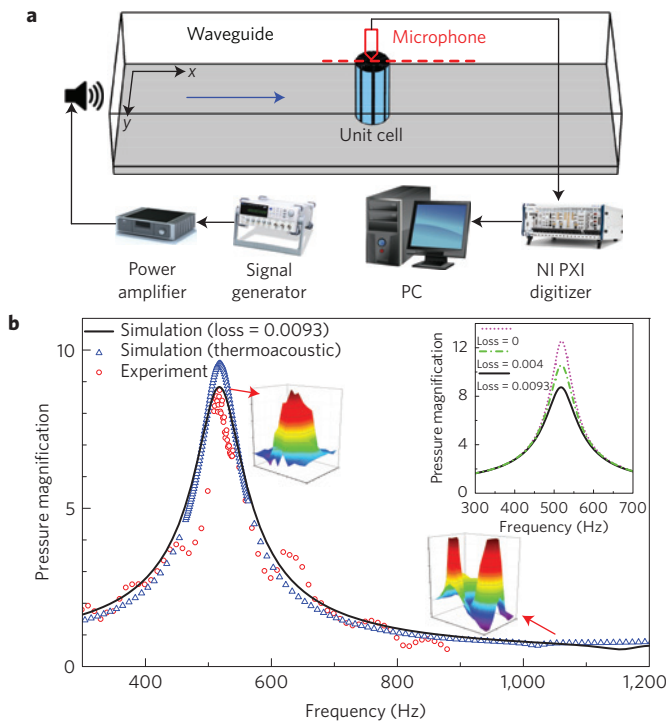 a
Waveguide
Microphone
x
y
Unit cell
Power
amplifier
Signal
generator
PC
NI PXI
digitizer
b
Simulation (loss = 0.0093)
Simulation (thermoacoustic)
Experiment
10
5
0
Pressure magnification
400
600
800
1,000
1,200
Frequency (Hz)
Loss = 0
Loss = 0.004
Loss = 0.0093
12
8
4
0
Pressure magnification
300
400
500
600
700
Frequency (Hz)